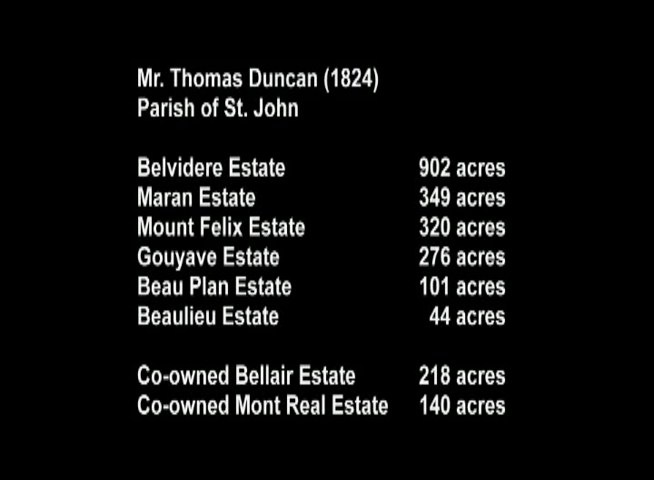 Mr. Thomas Duncan (1824)
Parish of St. John
Belvidere Estate 902 acres
Maran Estate 349 acres
Mount Felix Estate 320 acres
Gouyave Estate 276 acres
Beau Plan Estate 101 acres
Beaulieu Estate 44 acres
Co-owned Bellair Estate 218 acres
Co-owned Mont Real Estate 140 acres